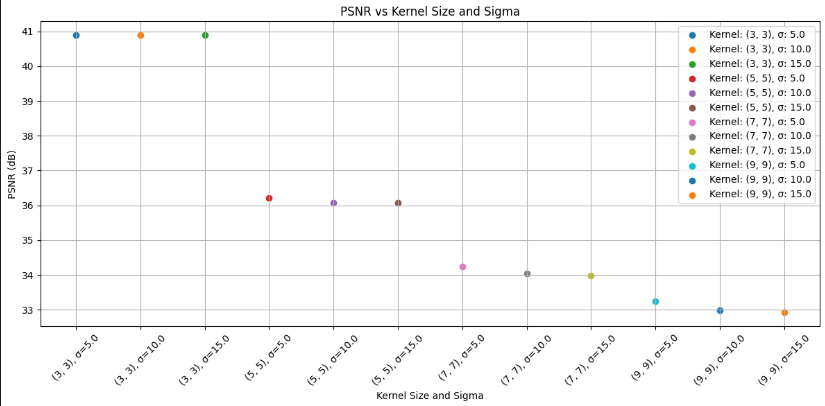 PSNR vs Kernel Size and Sigma
PSNR (dB)
41
40
39
38
37
36
35
34
33
Kernel: (3, 3), σ: 5.0
Kernel: (3, 3), σ: 10.0
Kernel: (3, 3), σ: 15.0
Kernel: (5, 5), σ: 5.0
Kernel: (5, 5), σ: 10.0
Kernel: (5, 5), σ: 15.0
Kernel: (7, 7), σ: 5.0
Kernel: (7, 7), σ: 10.0
Kernel: (7, 7), σ: 15.0
Kernel: (9, 9), σ: 5.0
Kernel: (9, 9), σ: 10.0
Kernel: (9, 9), σ: 15.0
(3, 3), σ=5.0
(3, 3), σ=10.0
(3, 3), σ=15.0
(5, 5), σ=5.0
(5, 5), σ=10.0
(5, 5), σ=15.0
(7, 7), σ=5.0
(7, 7), σ=10.0
(7, 7), σ=15.0
(9, 9), σ=5.0
(9, 9), σ=10.0
(9, 9), σ=15.0
Kernel Size and Sigma